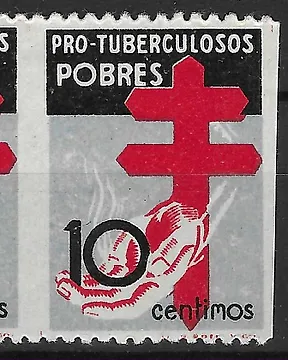 PRO-TUBERCULOSOS
POBRES
10
centimos